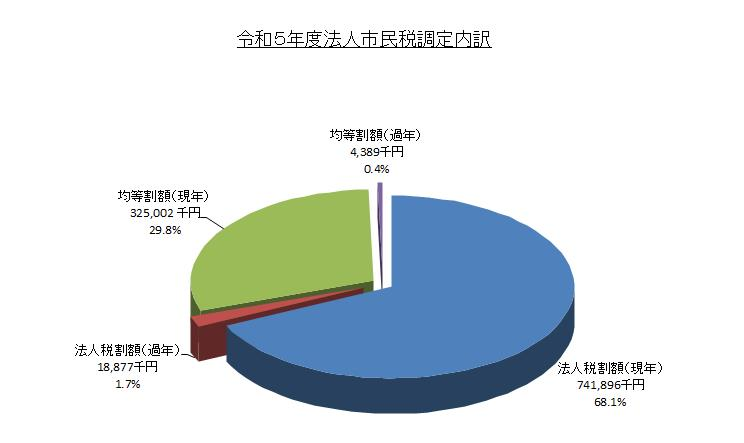 令和５年度法人市民税調定内訳
均等割額（過年）
4,389千円
0.4%
均等割額（現年）
325,002 千円
29.8%
法人税割額（過年）
18,877千円
1.7%
法人税割額（現年）
741,896千円
68.1%